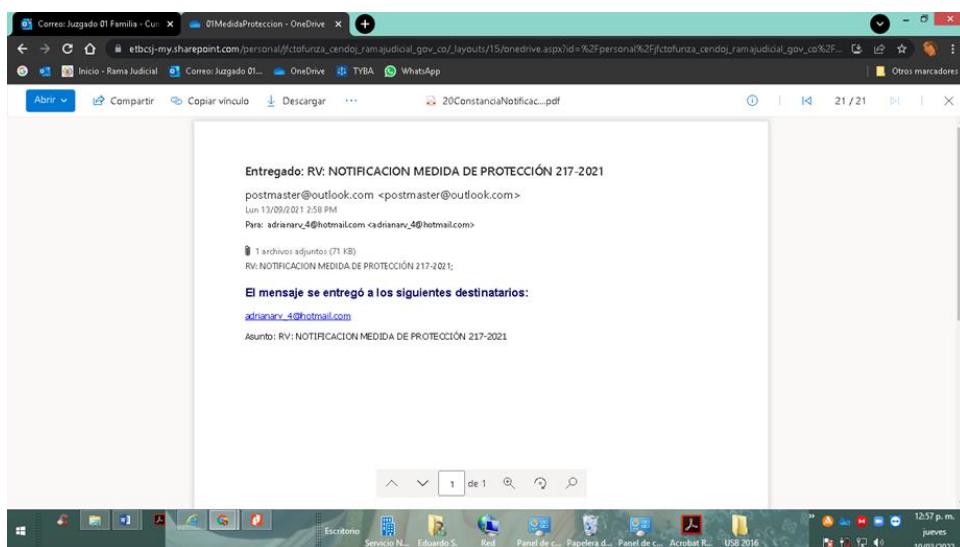 Correo: Juzgado 01 Familia - Cun
01MedidaProteccion - OneDrive
etbcsj-my.sharepoint.com/personal/jfctofunza_cendoj_ramajudicial_gov_co/_layouts/15/onedrive.aspx?id=%2Fpersonal%2Fjfctofunza_cendoj_ramajudicial_gov_co%2F...
Inicio - Rama Judicial
Correo: Juzgado 01...
OneDrive
TYBA
WhatsApp
Otros marcadores
Abrir
Compartir
Copiar vínculo
Descargar
...
20ConstanciaNotificac...pdf
21 / 21
Entregado: RV: NOTIFICACION MEDIDA DE PROTECCIÓN 217-2021
postmaster@outlook.com <postmaster@outlook.com>
Lun 13/09/2021 2:58 PM
Para: adrianarv_4@hotmail.com <adrianarv_4@hotmail.com>
1 archivos adjuntos (71 KB)
RV: NOTIFICACION MEDIDA DE PROTECCIÓN 217-2021;
El mensaje se entregó a los siguientes destinatarios:
adrianarv_4@hotmail.com
Asunto: RV: NOTIFICACION MEDIDA DE PROTECCIÓN 217-2021
1 de 1
Escritorio
Servicio N...
Eduardo S.
Red
Panel de c...
Papelera d...
Panel de c...
Acrobat R...
USB 2016
12:57 p. m.
jueves
10/03/2022